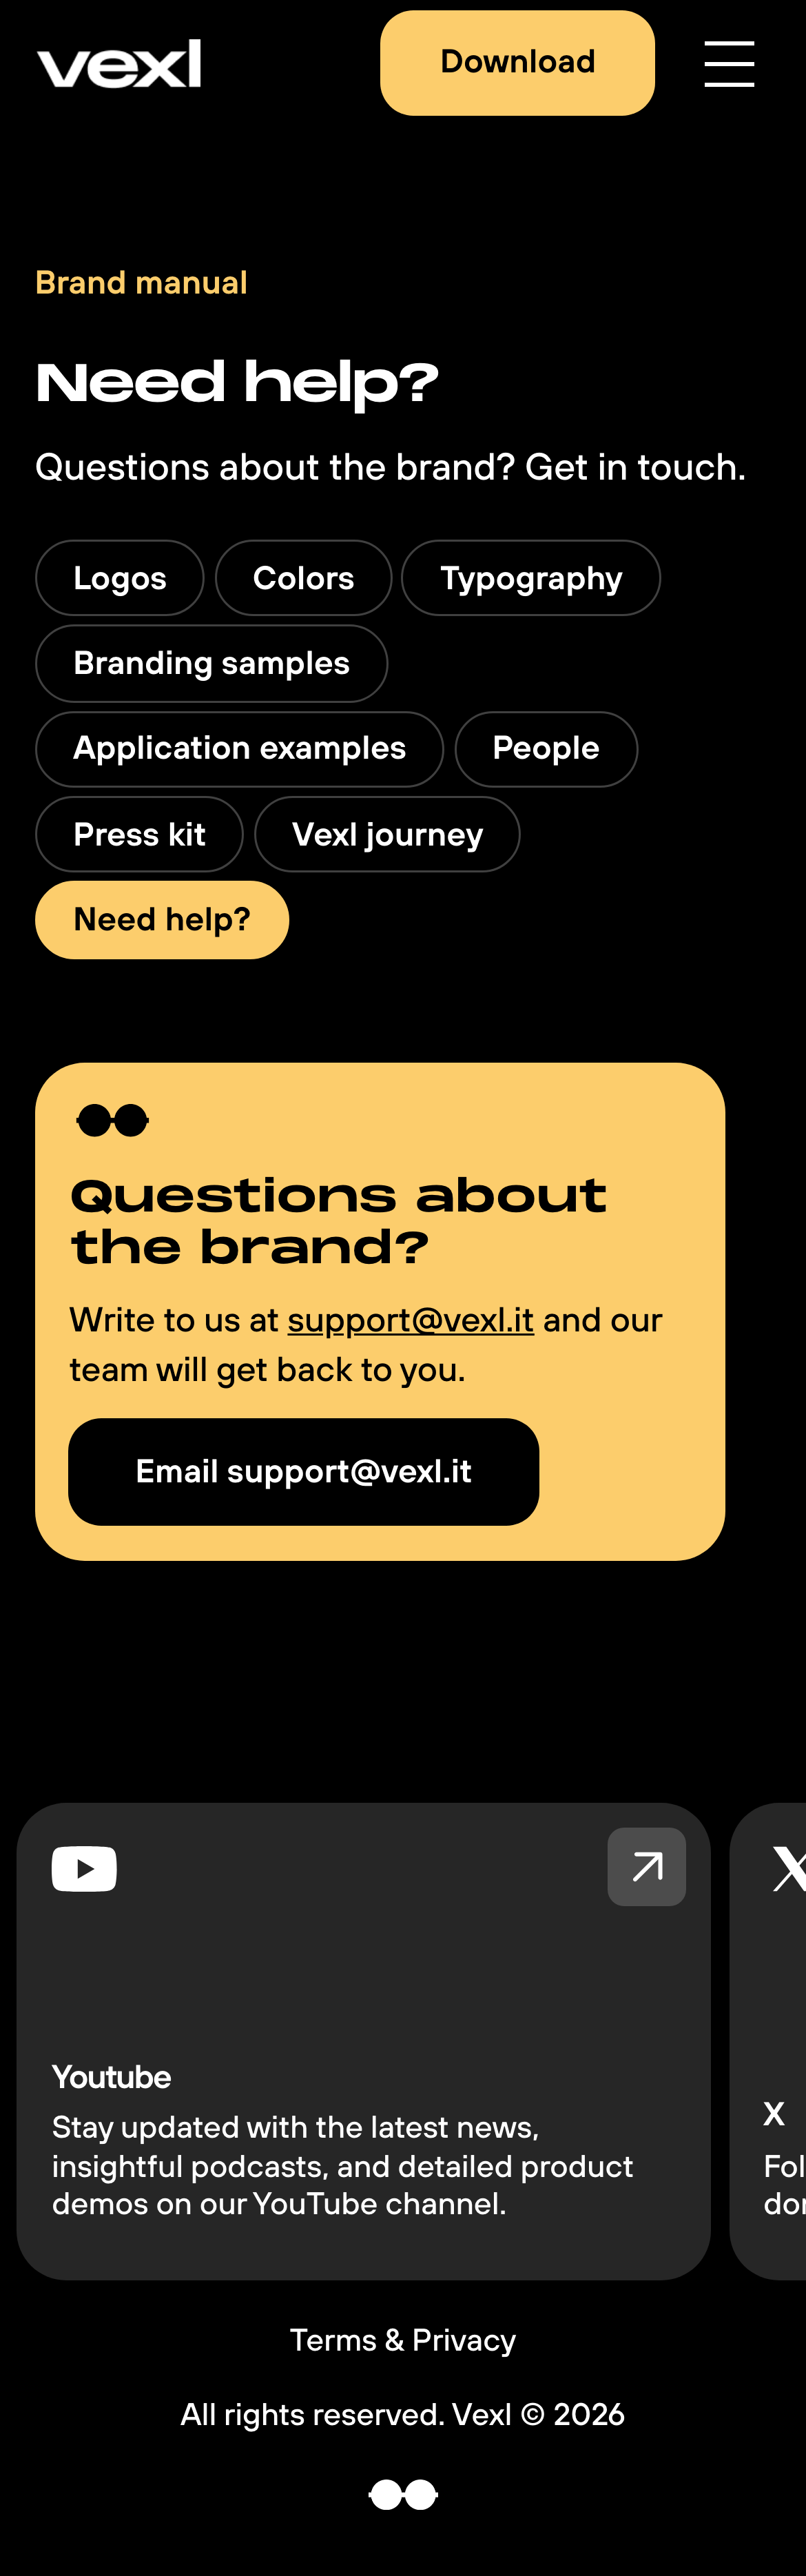 vexl
Download
Brand manual
Need help?
Questions about the brand? Get in touch.
Logos
Colors
Typography
Branding samples
Application examples
People
Press kit
Vexl journey
Need help?
Questions about
the brand?
Write to us at support@vexl.it and our
team will get back to you.
Email support@vexl.it
Youtube
Stay updated with the latest news,
insightful podcasts, and detailed product
demos on our YouTube channel.
X
Terms & Privacy
All rights reserved. Vexl © 2026